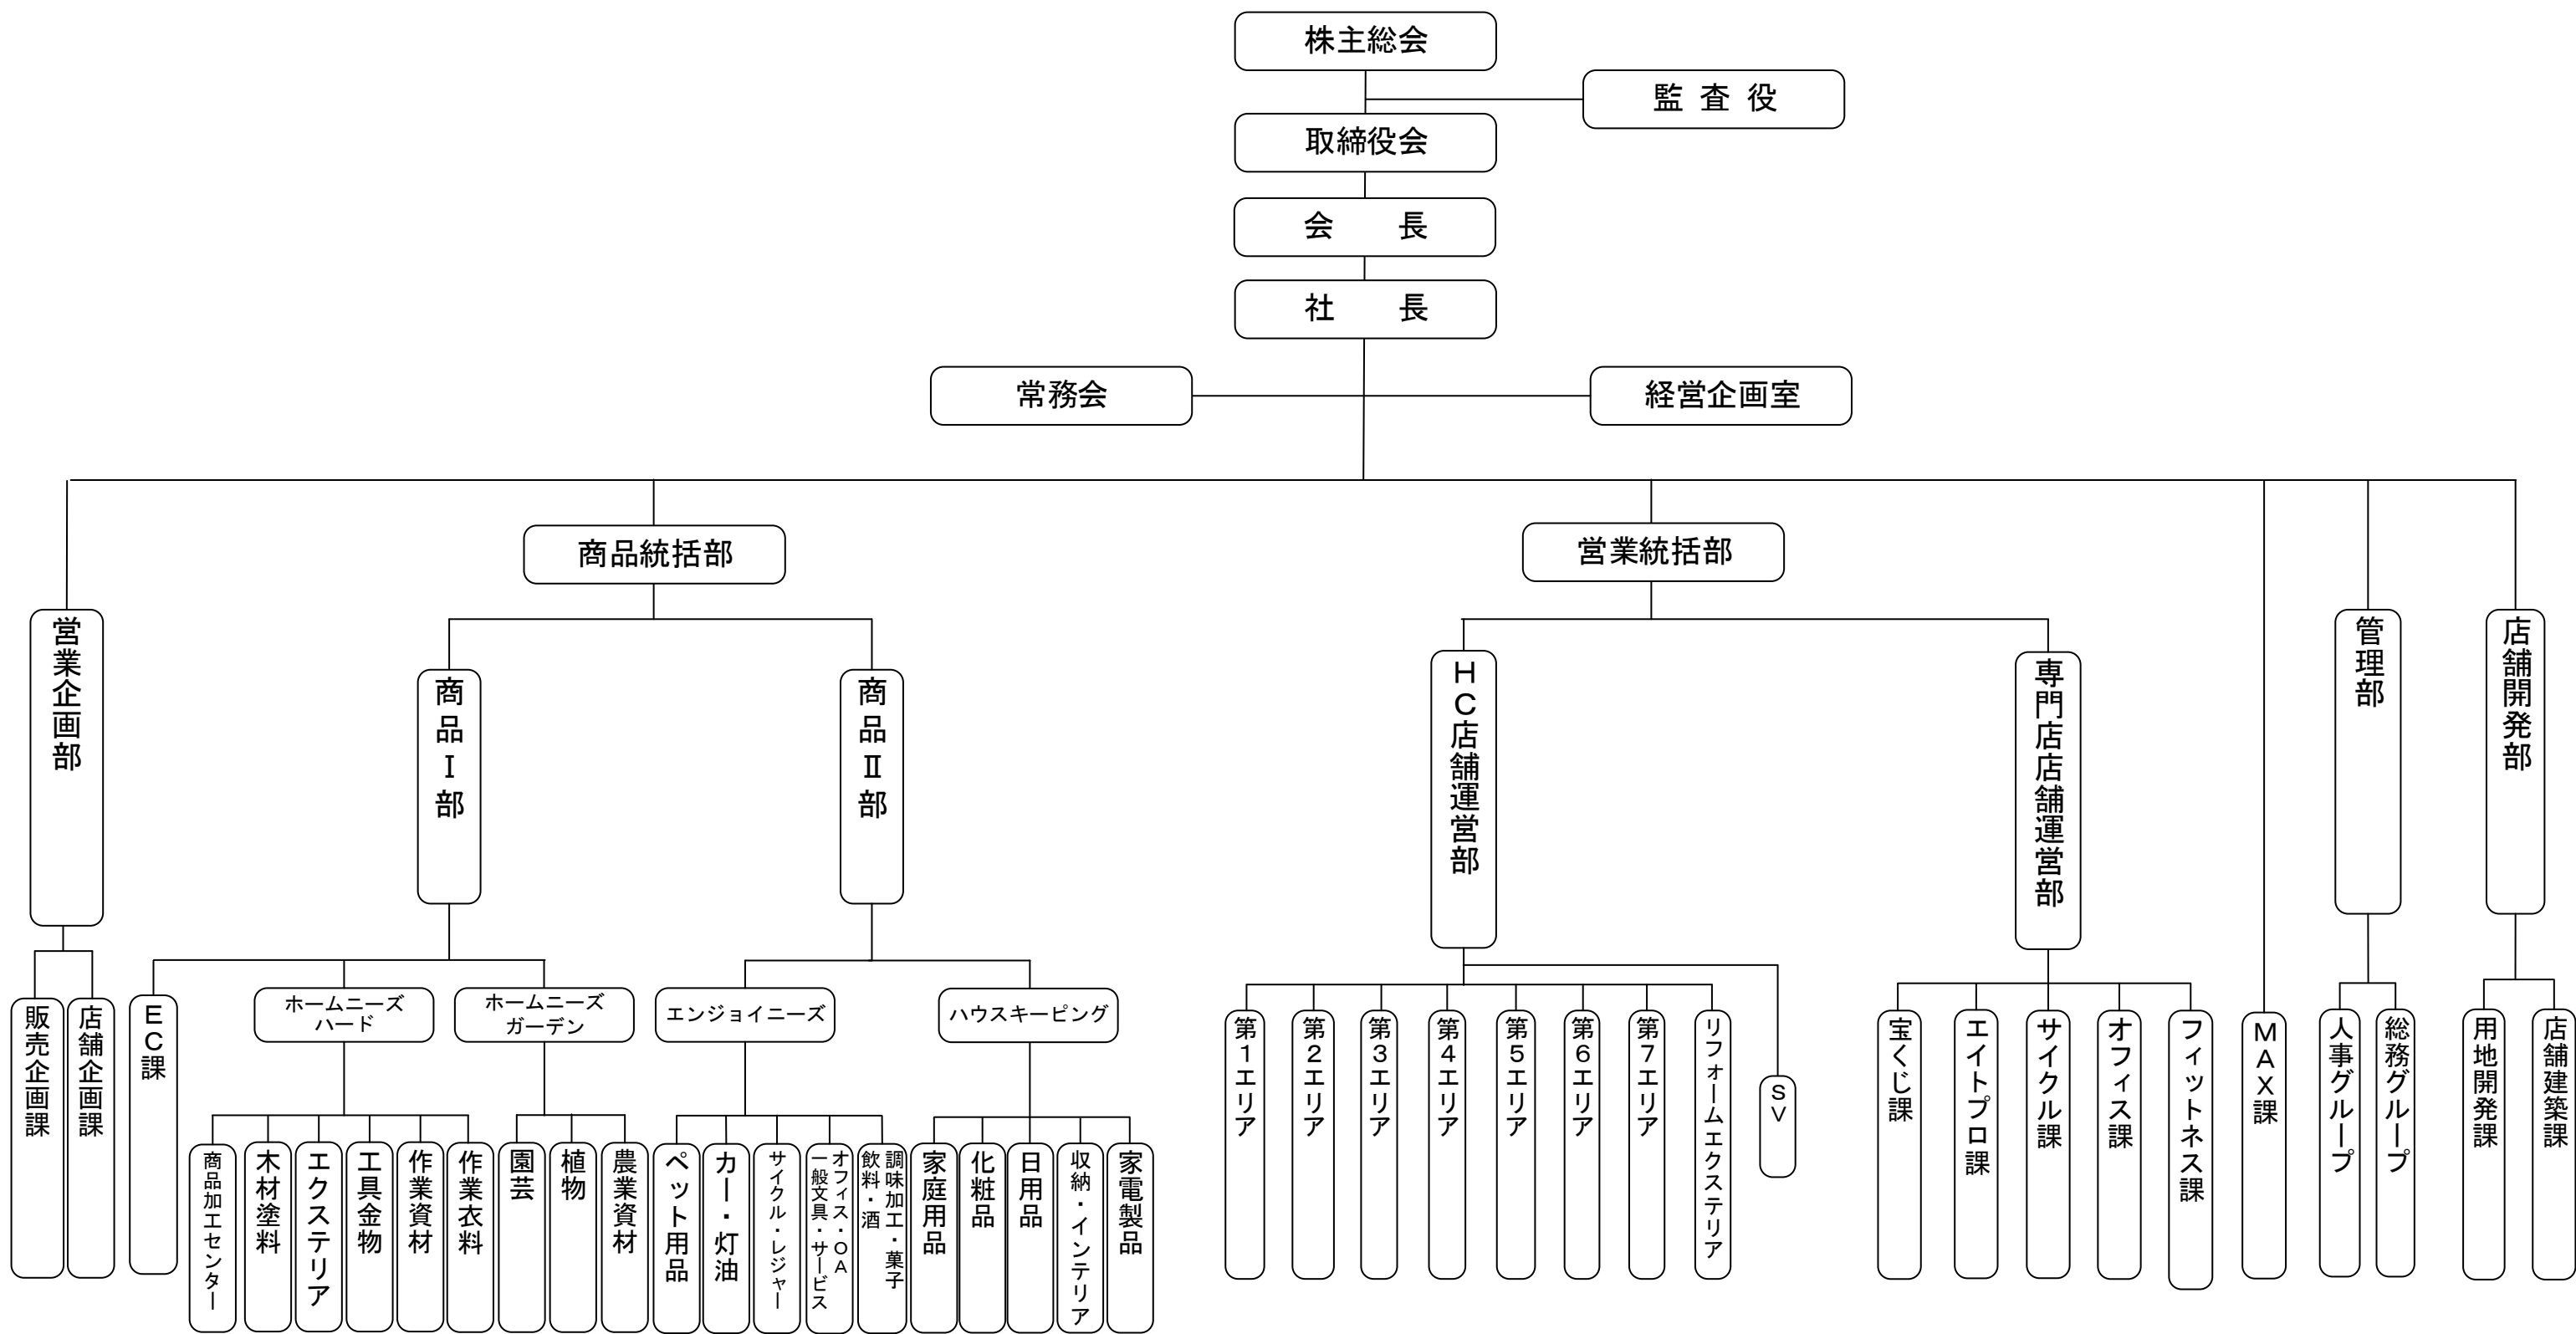 株主総会
監 査 役
取締役会
会　　長
社　　長
常務会
経営企画室
商品統括部
営業統括部
営業企画部
商品Ⅰ部
商品Ⅱ部
HC店舗運営部
専門店店舗運営部
管理部
店舗開発部
販売企画課
店舗企画課
EC課
ホームニーズ
ハード
ホームニーズ
ガーデン
エンジョイニーズ
ハウスキーピング
商品加工センター
木材塗料
エクステリア
工具金物
作業資材
作業衣料
園芸
植物
農業資材
ペット用品
カー・灯油
サイクル・レジャー
オフィス・OA
一般文具・サービス
調味加工・菓子
飲料・酒
家庭用品
化粧品
日用品
収納・インテリア
家電製品
第1エリア
第2エリア
第3エリア
第4エリア
第5エリア
第6エリア
第7エリア
リフォームエクステリア
SV
宝くじ課
エイトプロ課
サイクル課
オフィス課
フィットネス課
MAX課
人事グループ
総務グループ
用地開発課
店舗建築課